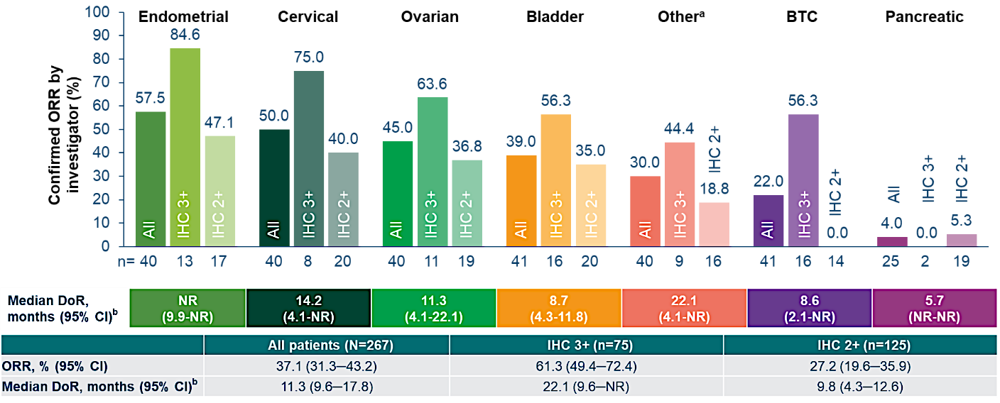 Endometrial Cervical Ovarian Bladder Otherᵃ BTC Pancreatic
Confirmed ORR by
investigator (%)
100
90
80
70
60
50
40
30
20
10
0
57.5 84.6 47.1
All IHC 3+ IHC 2+
50.0 75.0 40.0
All IHC 3+ IHC 2+
45.0 63.6 36.8
All IHC 3+ IHC 2+
39.0 56.3 35.0
All IHC 3+ IHC 2+
30.0 44.4 18.8
All IHC 3+ IHC 2+
22.0 56.3 0.0
All IHC 3+ IHC 2+
4.0 0.0 5.3
All IHC 3+ IHC 2+
n= 40 13 17 40 8 20 40 11 19 41 16 20 40 9 16 41 16 14 25 2 19
Median DoR,
months (95% CI)ᵇ
NR
(9.9-NR)
14.2
(4.1-NR)
11.3
(4.1-22.1)
8.7
(4.3-11.8)
22.1
(4.1-NR)
8.6
(2.1-NR)
5.7
(NR-NR)
All patients (N=267) IHC 3+ (n=75) IHC 2+ (n=125)
ORR, % (95% CI) 37.1 (31.3–43.2) 61.3 (49.4–72.4) 27.2 (19.6–35.9)
Median DoR, months (95% CI)ᵇ 11.3 (9.6–17.8) 22.1 (9.6–NR) 9.8 (4.3–12.6)